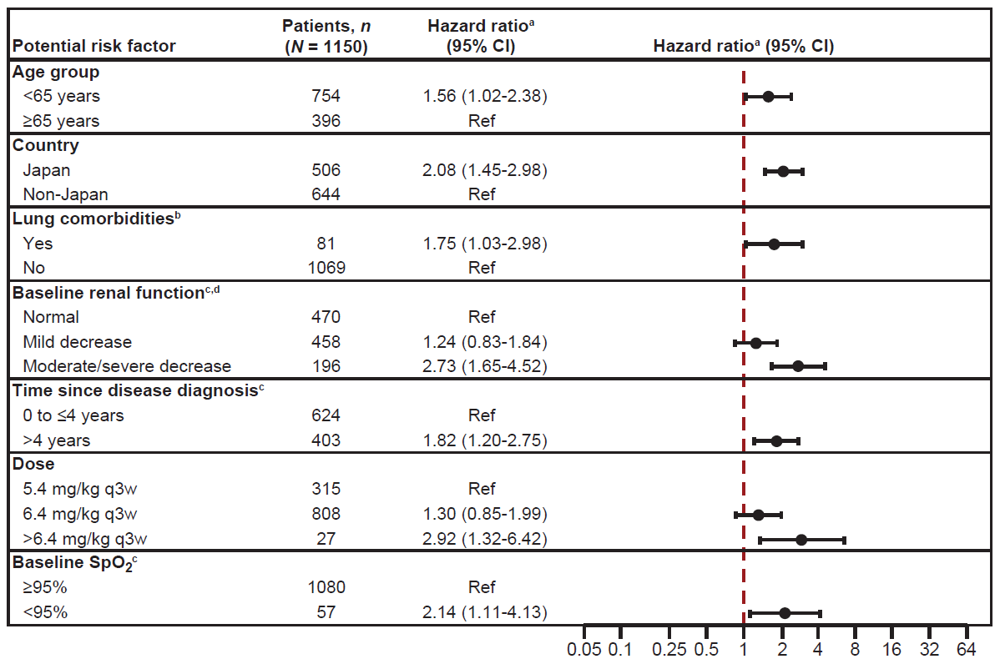 Patients, n Hazard ratioᵃ
Potential risk factor (N = 1150) (95% CI) Hazard ratioᵃ (95% CI)
Age group
<65 years 754 1.56 (1.02-2.38)
≥65 years 396 Ref
Country
Japan 506 2.08 (1.45-2.98)
Non-Japan 644 Ref
Lung comorbiditiesᵇ
Yes 81 1.75 (1.03-2.98)
No 1069 Ref
Baseline renal functionᶜ,ᵈ
Normal 470 Ref
Mild decrease 458 1.24 (0.83-1.84)
Moderate/severe decrease 196 2.73 (1.65-4.52)
Time since disease diagnosisᶜ
0 to ≤4 years 624 Ref
>4 years 403 1.82 (1.20-2.75)
Dose
5.4 mg/kg q3w 315 Ref
6.4 mg/kg q3w 808 1.30 (0.85-1.99)
>6.4 mg/kg q3w 27 2.92 (1.32-6.42)
Baseline SpO₂ᶜ
≥95% 1080 Ref
<95% 57 2.14 (1.11-4.13)
0.05 0.1 0.25 0.5 1 2 4 8 16 32 64